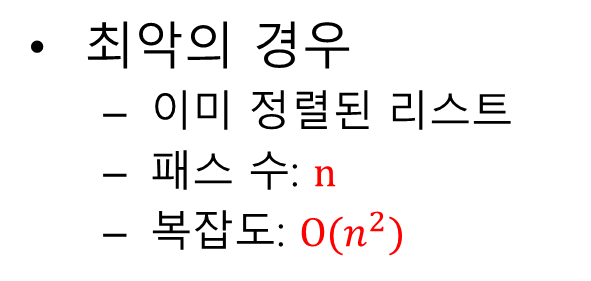 • 최악의 경우
– 이미 정렬된 리스트
– 패스 수: n
– 복잡도: O(n²)